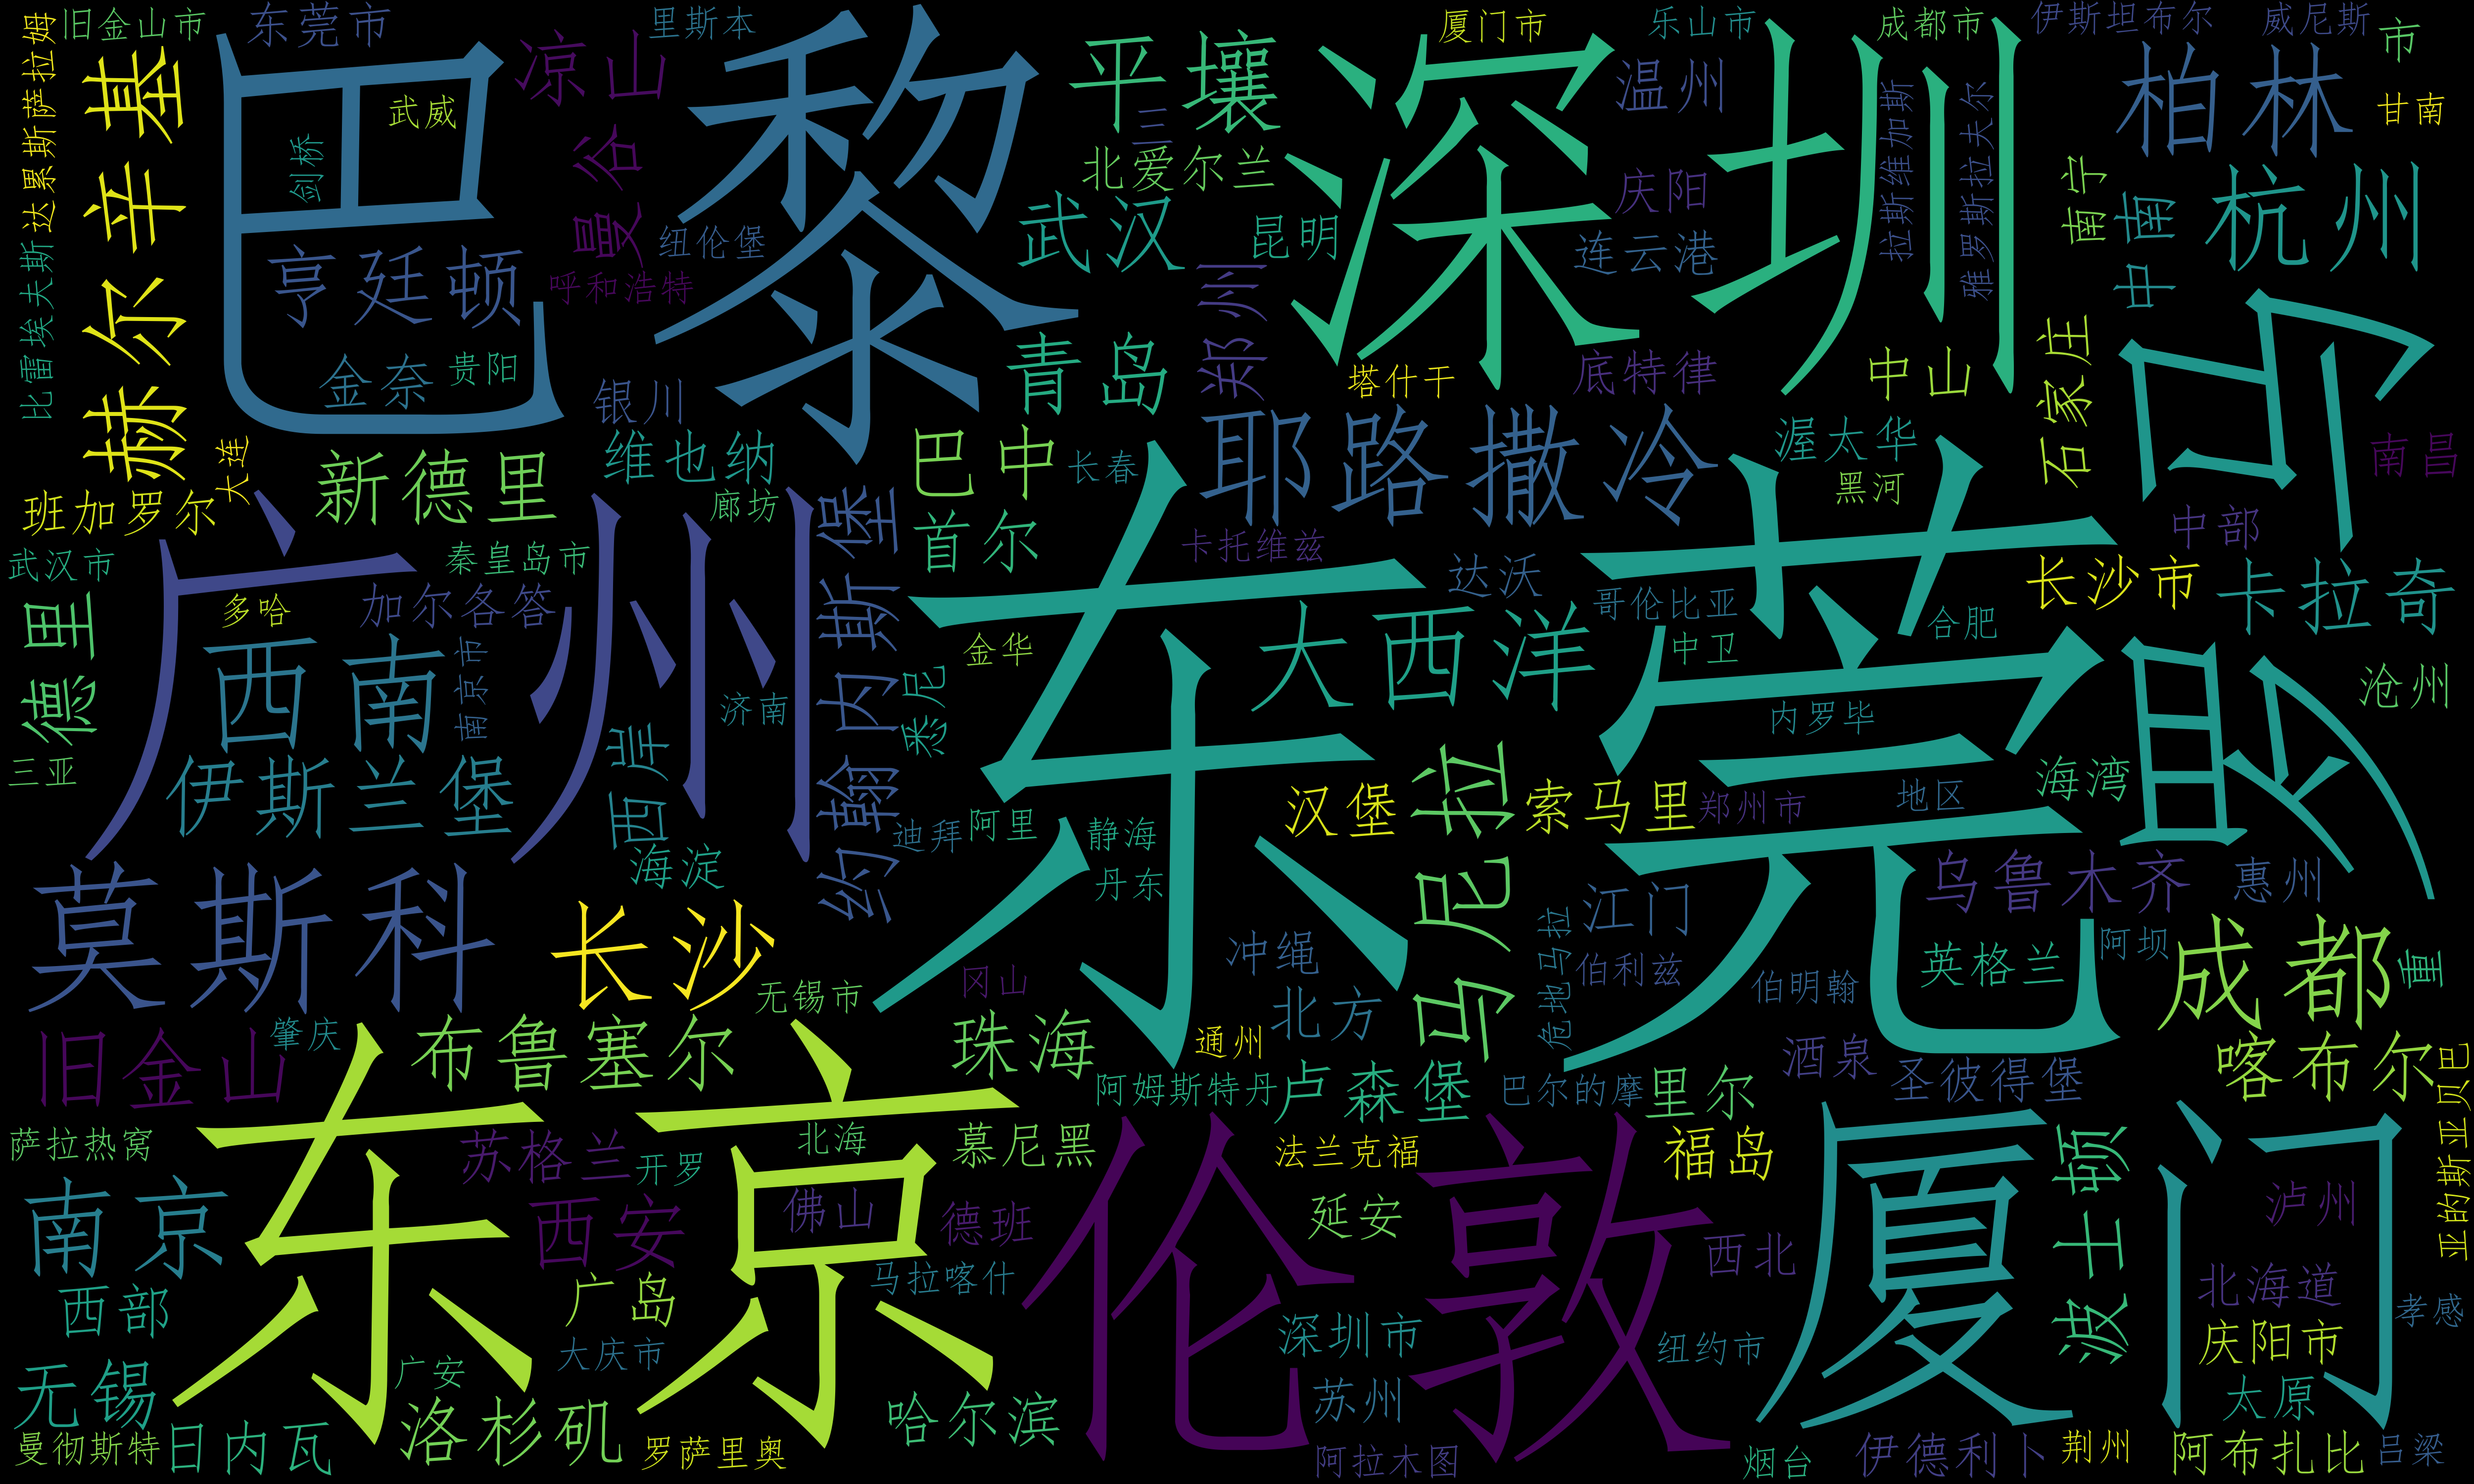 旧金山市
东莞市
里斯本
厦门市
乐山市
成都市
伊斯坦布尔
威尼斯
市
达累斯萨拉姆
赫尔辛基
巴黎
凉山
平壤
深圳
温州
拉斯维加斯
雅罗斯拉夫尔
柏林
甘南
武威
剑桥
曼谷
三
北爱尔兰
庆阳
南宁
中南
杭州
武汉
昆明
纽伦堡
连云港
比雷埃夫斯
亨廷顿
呼和浩特
郑州
纽约
金奈
贵阳
银川
青岛
塔什干
底特律
中山
石家庄
大连
新德里
维也纳
巴中
长春
耶路撒冷
渥太华
黑河
南昌
班加罗尔
广州
廊坊
约翰内斯堡
首尔
卡托维兹
东莞
中部
武汉市
秦皇岛市
达沃
哥伦比亚
长沙市
卡拉奇
德里
多哈
加尔各答
金华
大西洋
中卫
合肥
西南
南京市
济南
悉尼
内罗毕
沧州
三亚
伊斯兰堡
西岸
马尼拉
汉堡
索马里
郑州市
地区
海湾
迪拜
阿里
静海
海淀
丹东
乌鲁木齐
惠州
莫斯科
长沙
冲绳
危地马拉
江门
阿坝
成都
冈山
无锡市
北方
伯利兹
伯明翰
英格兰
重
旧金山
肇庆
布鲁塞尔
珠海
通州
酒泉
喀布尔
亚的斯亚贝巴
阿姆斯特丹
卢森堡
巴尔的摩
里尔
圣彼得堡
东京
伦敦
厦门
萨拉热窝
苏格兰
开罗
北海
慕尼黑
法兰克福
福岛
波士顿
南京
西安
佛山
德班
延安
西北
泸州
西部
广岛
马拉喀什
北海道
孝感
大庆市
深圳市
纽约市
庆阳市
无锡
广安
苏州
太原
洛杉矶
哈尔滨
曼彻斯特
日内瓦
罗萨里奥
阿拉木图
烟台
伊德利卜
荆州
阿布扎比
吕梁